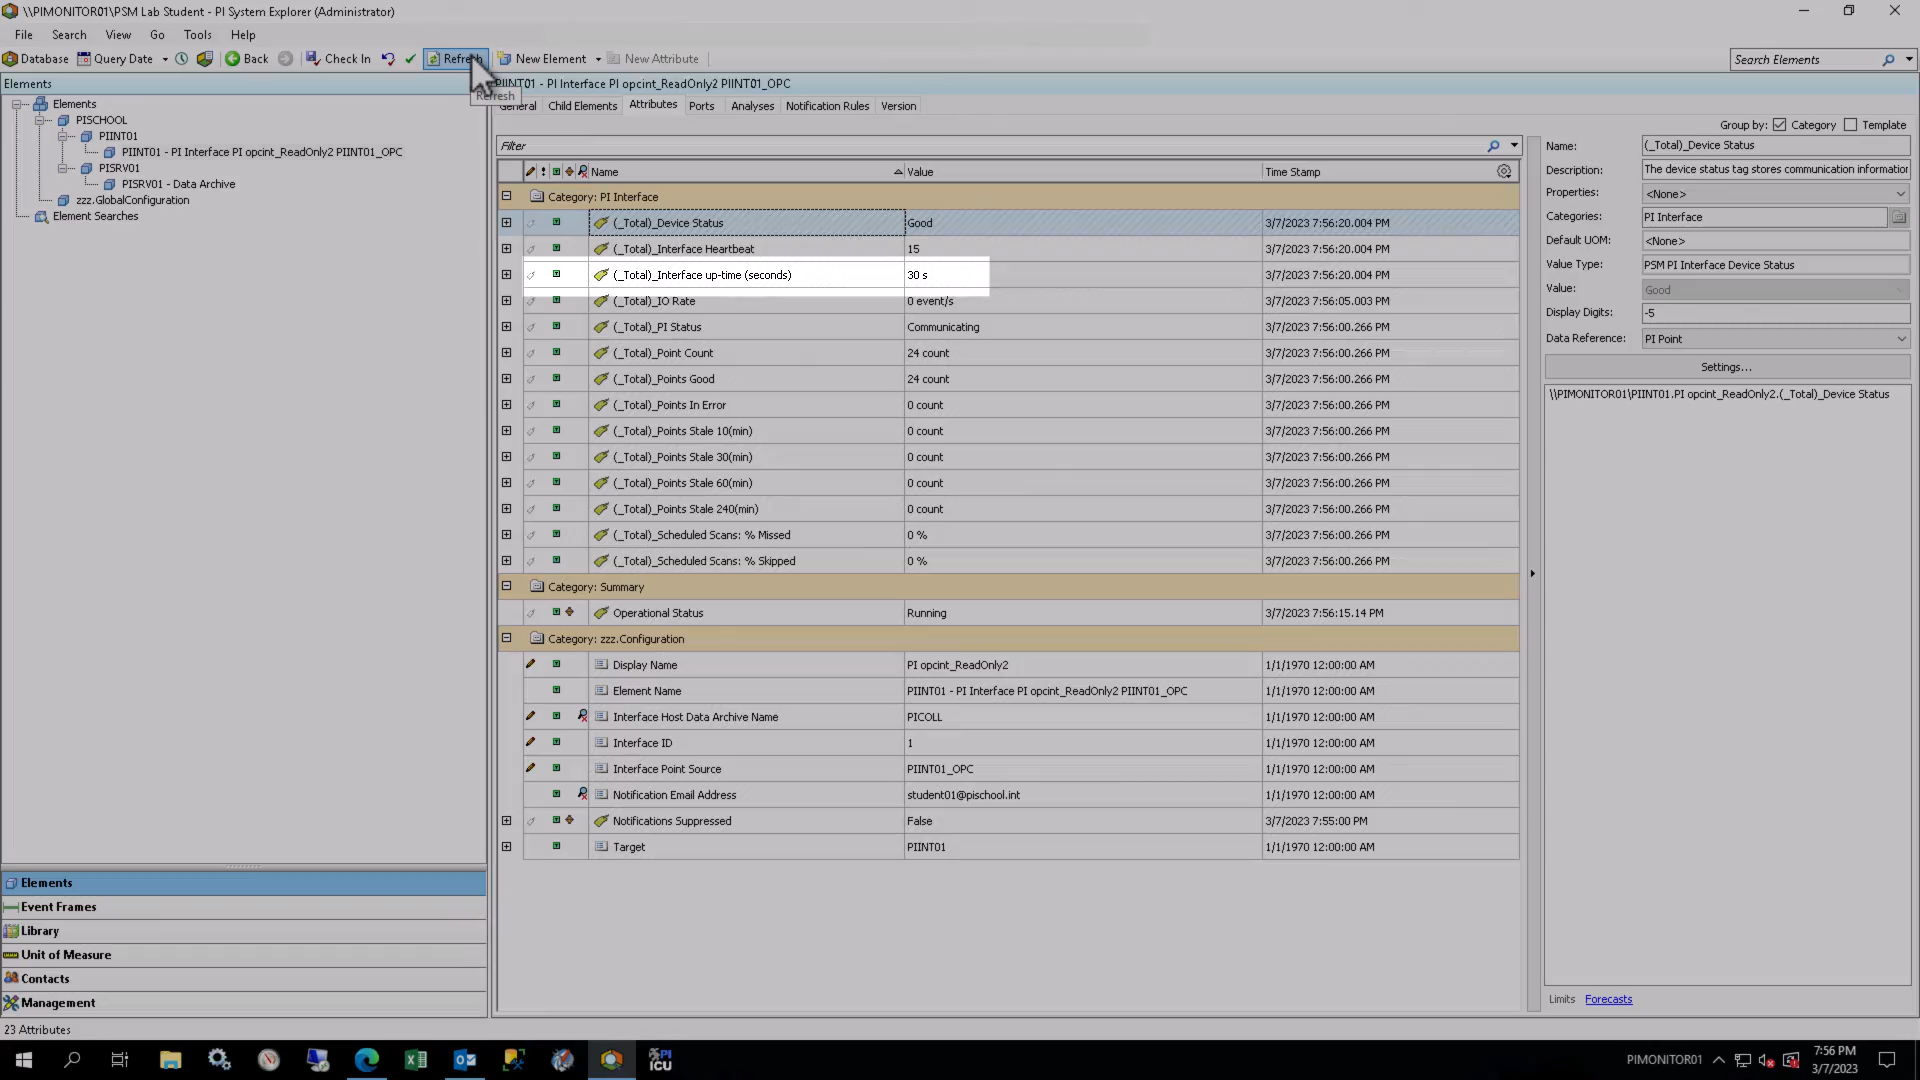 \\PIMONITOR01\PSM Lab Student - PI System Explorer (Administrator)
File Search View Go Tools Help
Database Query Date Back Check In Refresh New Element New Attribute Search Elements
Elements
PIINT01 - PI Interface PI opcint_ReadOnly2 PIINT01_OPC
Refresh
General Child Elements Attributes Ports Analyses Notification Rules Version
Elements
PISCHOOL
PIINT01
PIINT01 - PI Interface PI opcint_ReadOnly2 PIINT01_OPC
PISRV01
PISRV01 - Data Archive
zzz.GlobalConfiguration
Element Searches
Group by: Category Template
Filter
Name Value Time Stamp
Category: PI Interface
(_Total)_Device Status Good 3/7/2023 7:56:20.004 PM
(_Total)_Interface Heartbeat 15 3/7/2023 7:56:20.004 PM
(_Total)_Interface up-time (seconds) 30 s 3/7/2023 7:56:20.004 PM
(_Total)_IO Rate 0 event/s 3/7/2023 7:56:05.003 PM
(_Total)_PI Status Communicating 3/7/2023 7:56:00.266 PM
(_Total)_Point Count 24 count 3/7/2023 7:56:00.266 PM
(_Total)_Points Good 24 count 3/7/2023 7:56:00.266 PM
(_Total)_Points In Error 0 count 3/7/2023 7:56:00.266 PM
(_Total)_Points Stale 10(min) 0 count 3/7/2023 7:56:00.266 PM
(_Total)_Points Stale 30(min) 0 count 3/7/2023 7:56:00.266 PM
(_Total)_Points Stale 60(min) 0 count 3/7/2023 7:56:00.266 PM
(_Total)_Points Stale 240(min) 0 count 3/7/2023 7:56:00.266 PM
(_Total)_Scheduled Scans: % Missed 0 % 3/7/2023 7:56:00.266 PM
(_Total)_Scheduled Scans: % Skipped 0 % 3/7/2023 7:56:00.266 PM
Category: Summary
Operational Status Running 3/7/2023 7:56:15.14 PM
Category: zzz.Configuration
Display Name PI opcint_ReadOnly2 1/1/1970 12:00:00 AM
Element Name PIINT01 - PI Interface PI opcint_ReadOnly2 PIINT01_OPC 1/1/1970 12:00:00 AM
Interface Host Data Archive Name PICOLL 1/1/1970 12:00:00 AM
Interface ID 1 1/1/1970 12:00:00 AM
Interface Point Source PIINT01_OPC 1/1/1970 12:00:00 AM
Notification Email Address student01@pischool.int 1/1/1970 12:00:00 AM
Notifications Suppressed False 3/7/2023 7:55:00 PM
Target PIINT01 1/1/1970 12:00:00 AM
Name: (_Total)_Device Status
Description: The device status tag stores communication information
Properties: <None>
Categories: PI Interface
Default UOM: <None>
Value Type: PSM PI Interface Device Status
Value: Good
Display Digits: -5
Data Reference: PI Point
Settings...
\\PIMONITOR01\PIINT01.PI opcint_ReadOnly2.(_Total)_Device Status
Limits Forecasts
Elements
Event Frames
Library
Unit of Measure
Contacts
Management
23 Attributes
PI
ICU
PIMONITOR01
7:56 PM
3/7/2023